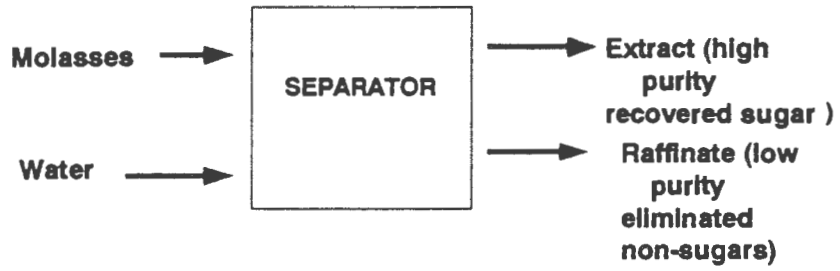 Molasses
Water
SEPARATOR
Extract (high
purity
recovered sugar )
Raffinate (low
purity
eliminated
non-sugars)